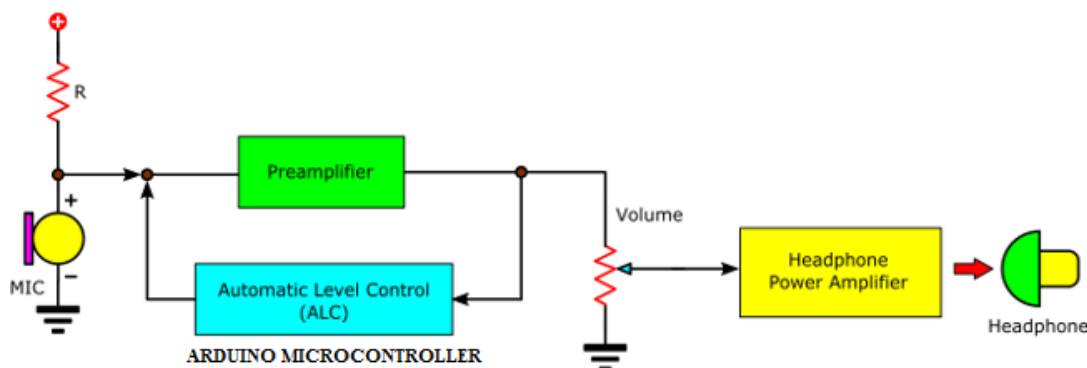 R
Preamplifier
Volume
+
−
MIC
Automatic Level Control
(ALC)
Headphone
Power Amplifier
Headphone
ARDUINO MICROCONTROLLER